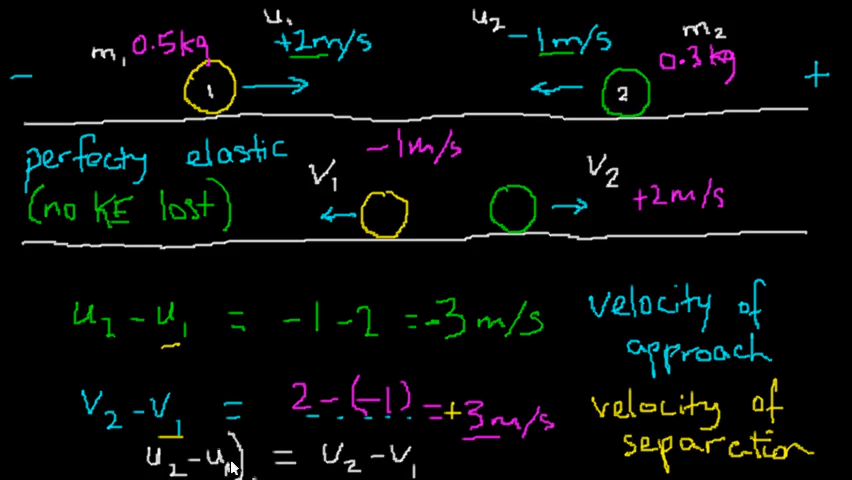 u₁ u₂ m₂
m₁ 0.5kg +2m/s -1m/s 0.3kg
- 1 2 +
perfecty elastic -1m/s
V₁ V₂
(no KE lost) +2m/s
u₂ - u₁ = -1 - 2 = -3 m/s velocity of
approach
V₂ - V₁ = 2 - (-1) = +3m/s velocity of
separation
u₂ - u₁) = V₂ - V₁